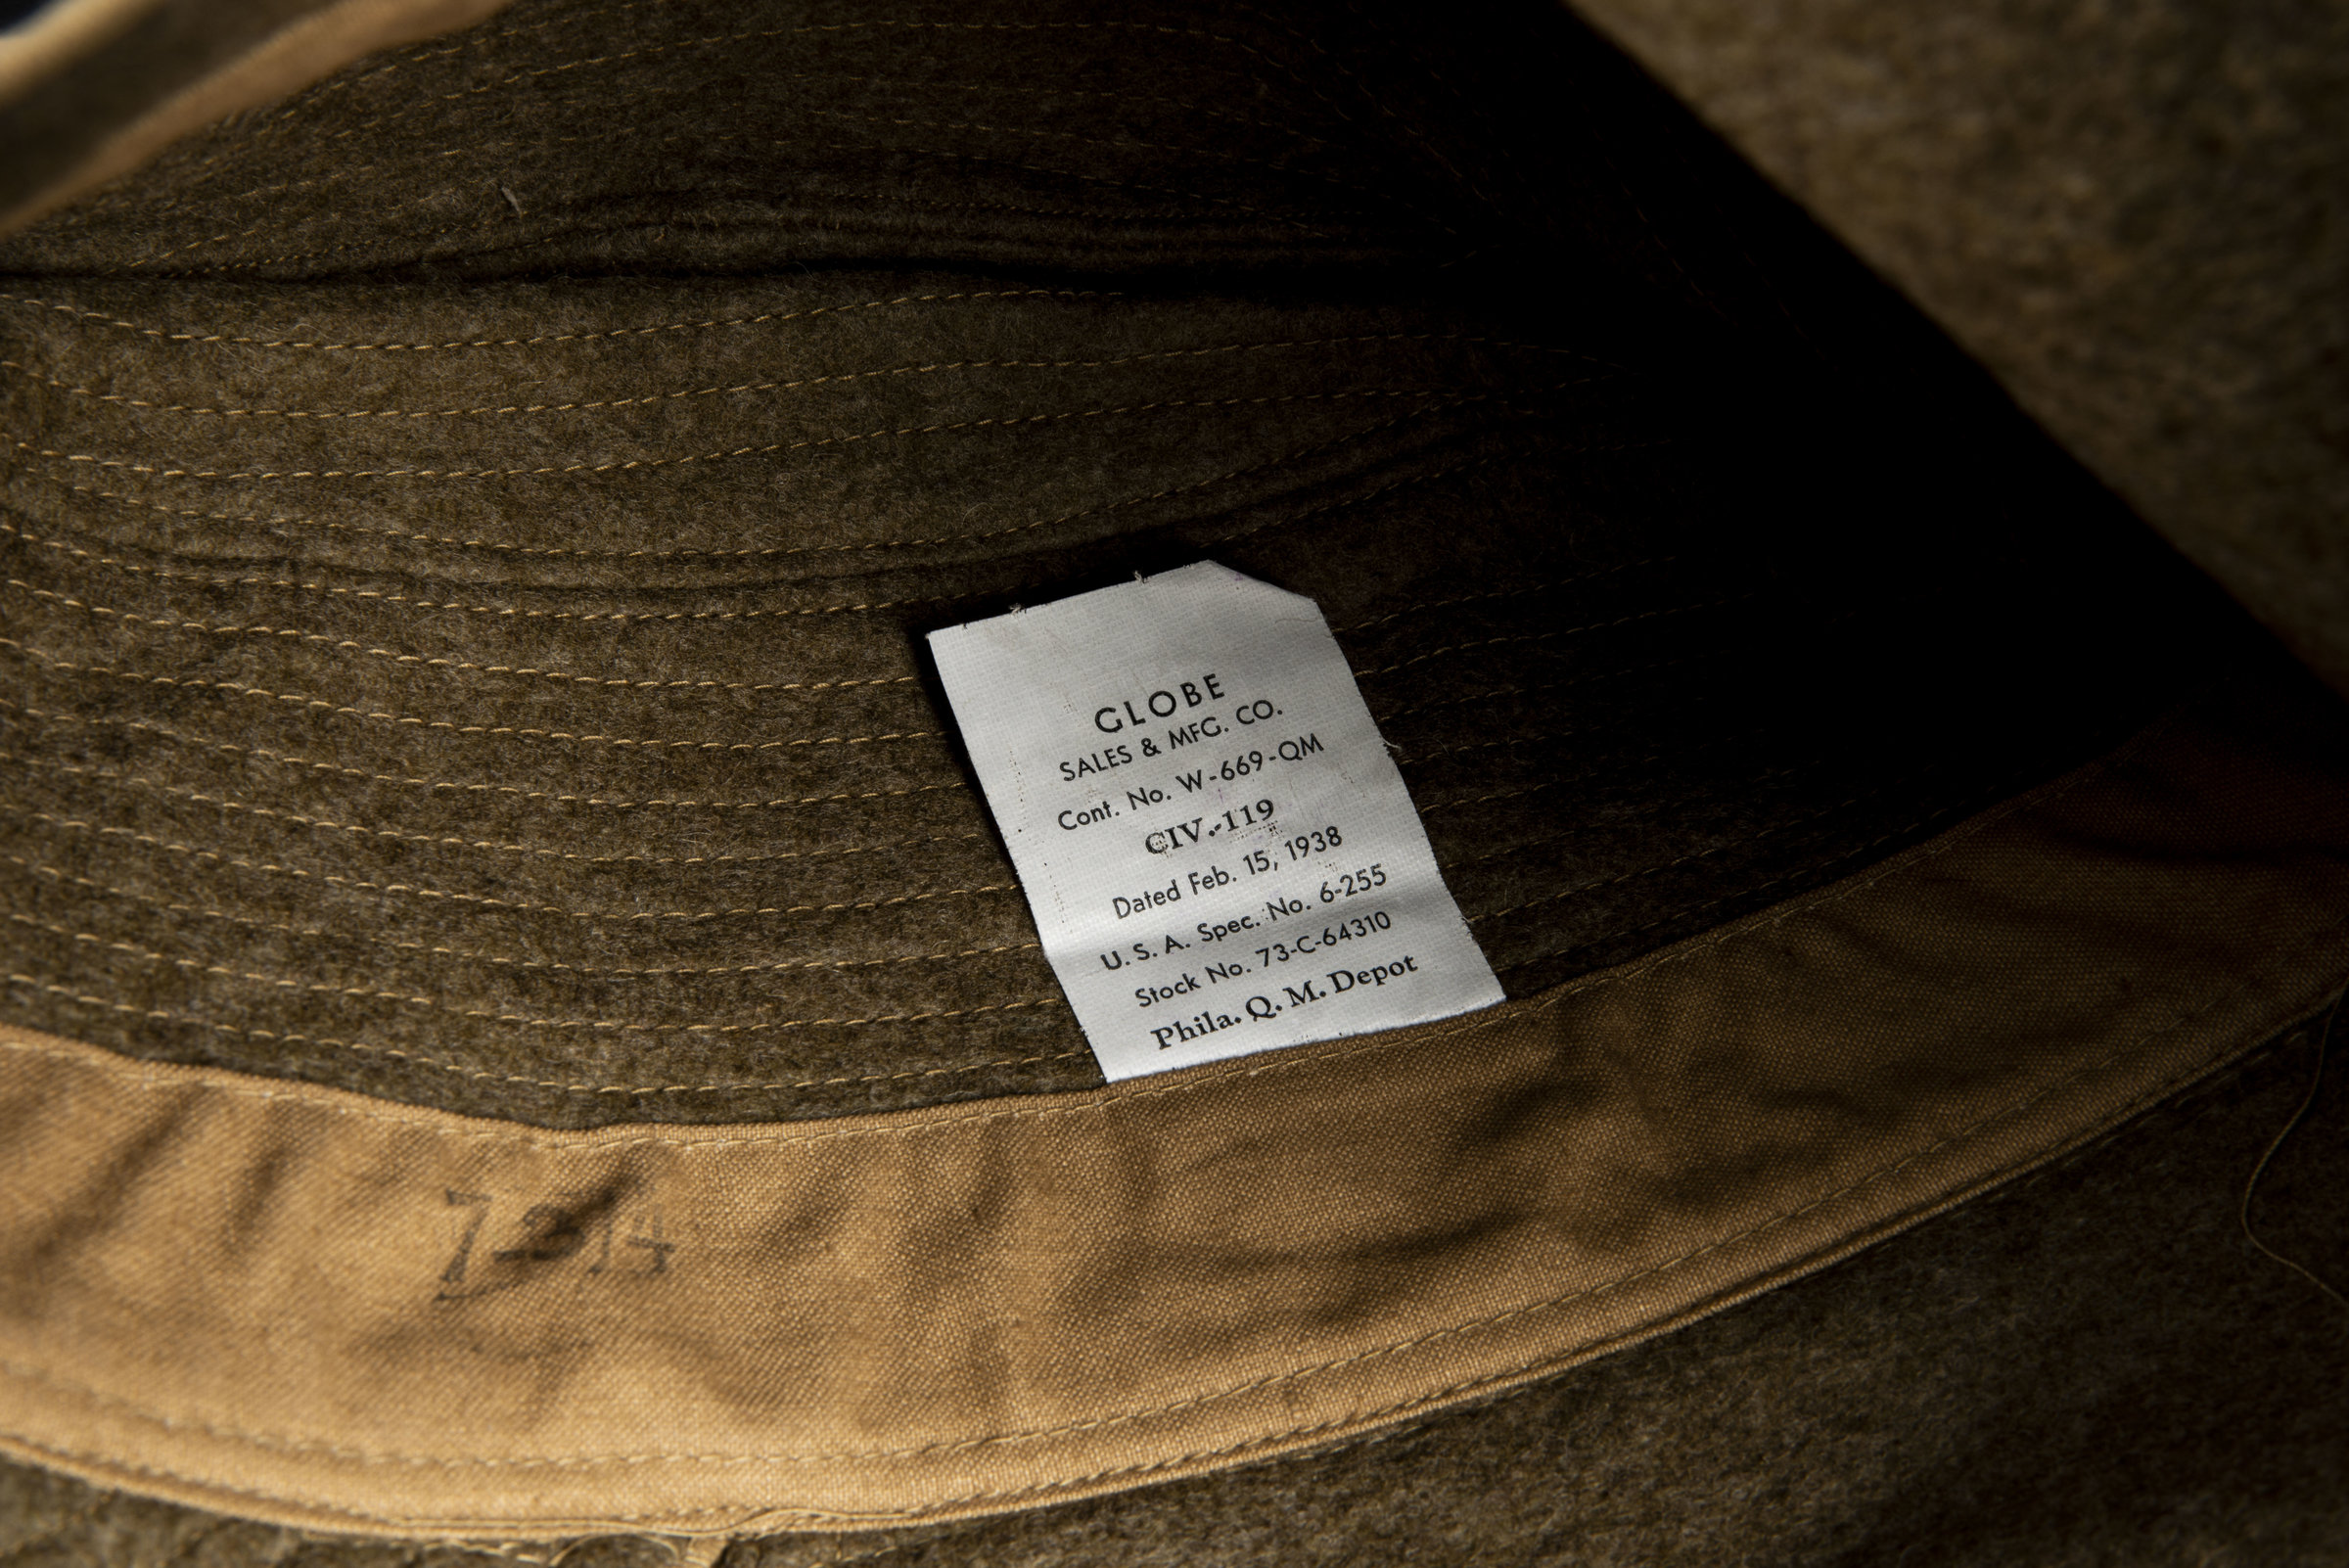 GLOBE
SALES & MFG. CO.
Cont. No. W-669-QM
CIV.-119
Dated Feb. 15, 1938
U. S. A. Spec. No. 6-255
Stock No. 73-C-64310
Phila. Q. M. Depot